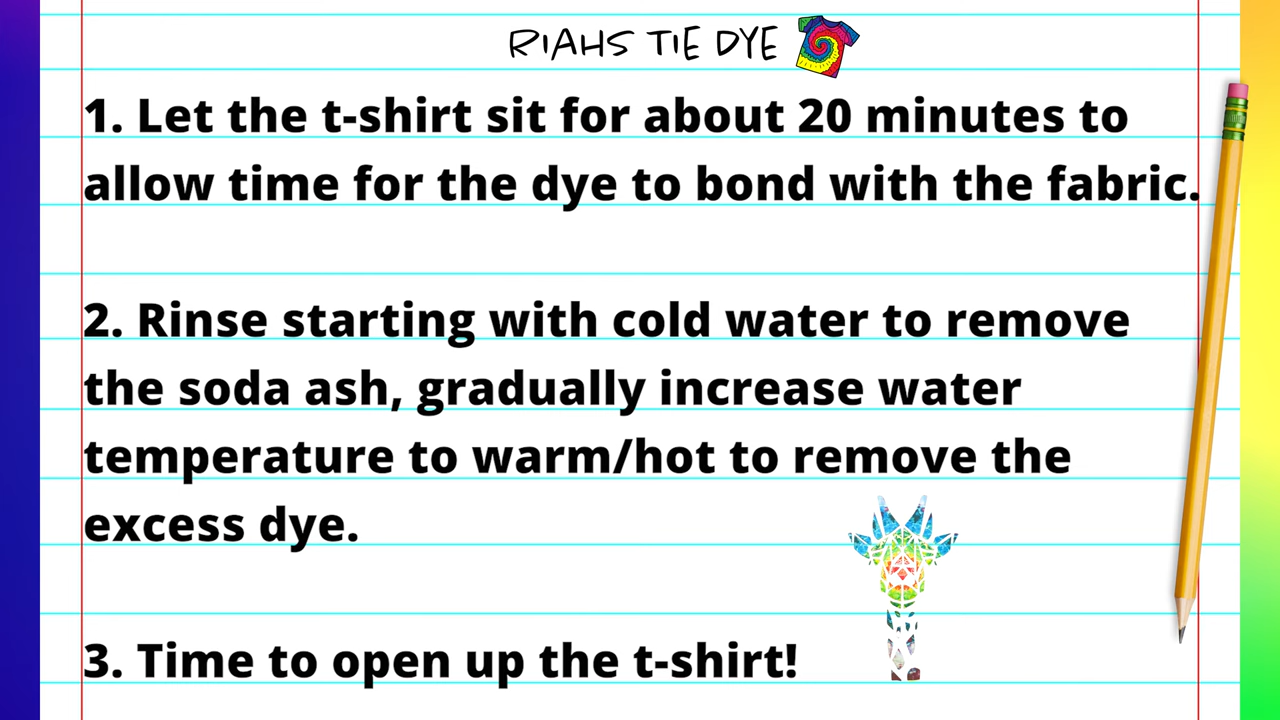 RIAHS TIE DYE
1. Let the t-shirt sit for about 20 minutes to
allow time for the dye to bond with the fabric.
2. Rinse starting with cold water to remove
the soda ash, gradually increase water
temperature to warm/hot to remove the
excess dye.
3. Time to open up the t-shirt!